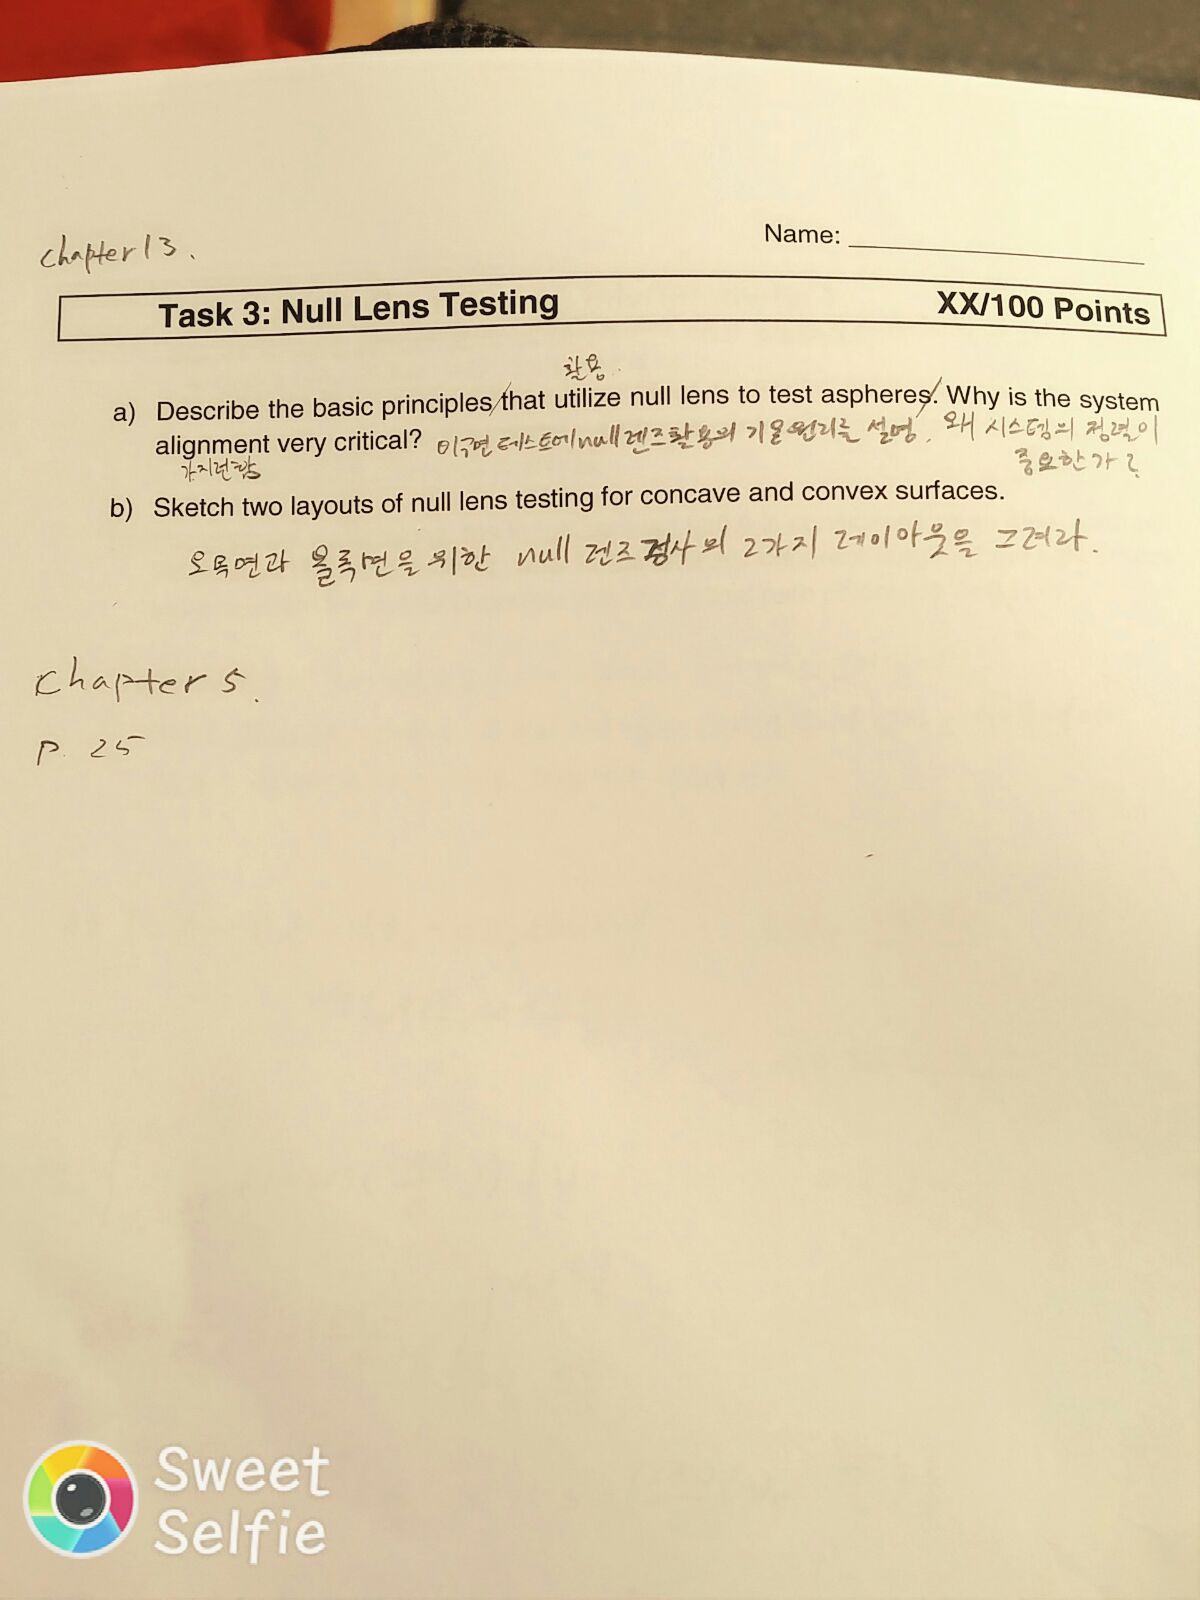 chapter 13.
Name:
Task 3: Null Lens Testing XX/100 Points
활용
a) Describe the basic principles that utilize null lens to test aspheres. Why is the system
alignment very critical? 테스트에 null렌즈 활용의 기본 원리를 설명. 왜 시스템의 정렬이
가지런함 중요한가?
b) Sketch two layouts of null lens testing for concave and convex surfaces.
오목면과 볼록면을 위한 null 렌즈 검사의 2가지 레이아웃을 그려라.
Chapter 5.
P. 25
Sweet
Selfie